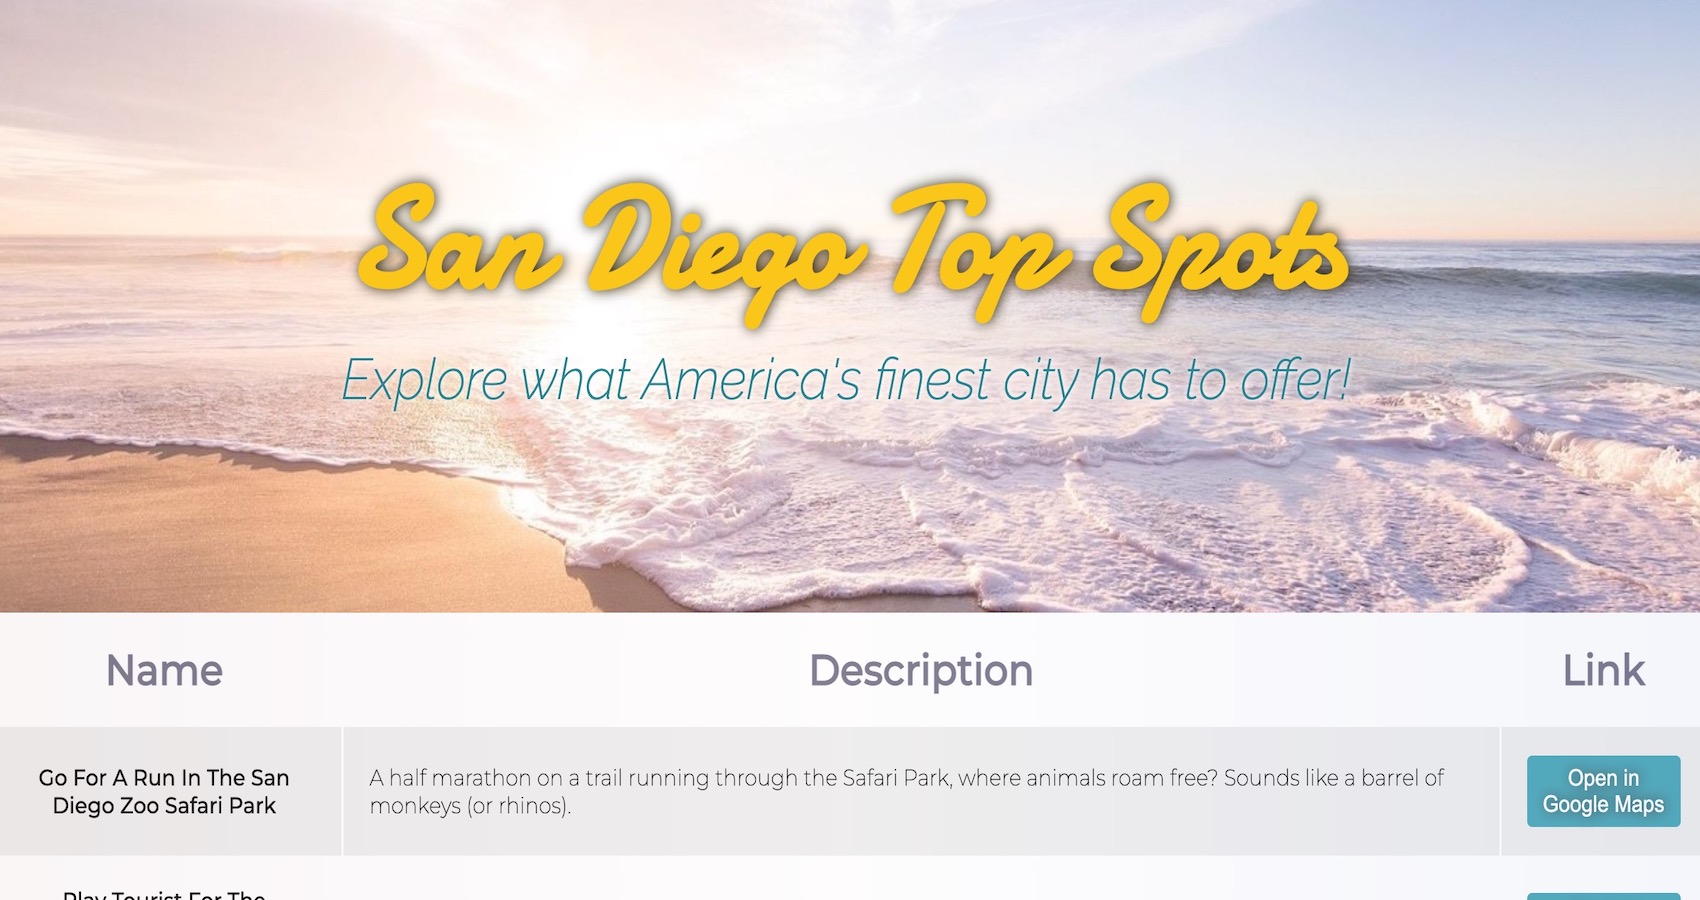 San Diego Top Spots
Explore what America's finest city has to offer!
Name
Description
Link
Go For A Run In The San
Diego Zoo Safari Park
A half marathon on a trail running through the Safari Park, where animals roam free? Sounds like a barrel of
monkeys (or rhinos).
Open in
Google Maps
Play Tourist For The